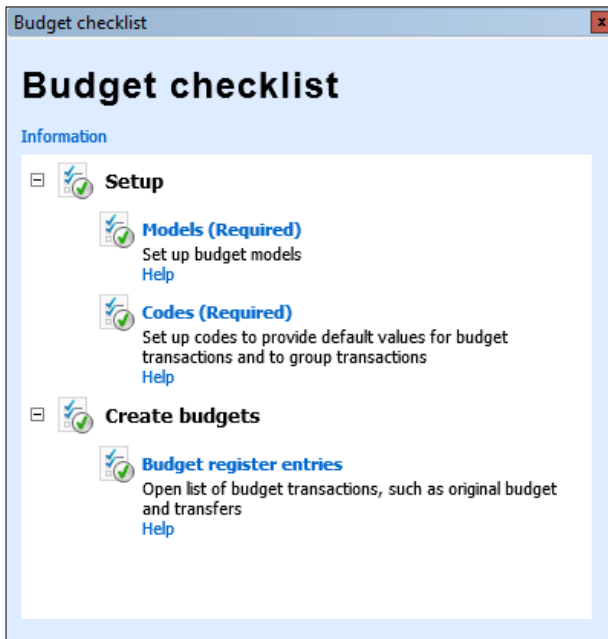 Budget checklist
Budget checklist
Information
Setup
Models (Required)
Set up budget models
Help
Codes (Required)
Set up codes to provide default values for budget
transactions and to group transactions
Help
Create budgets
Budget register entries
Open list of budget transactions, such as original budget
and transfers
Help